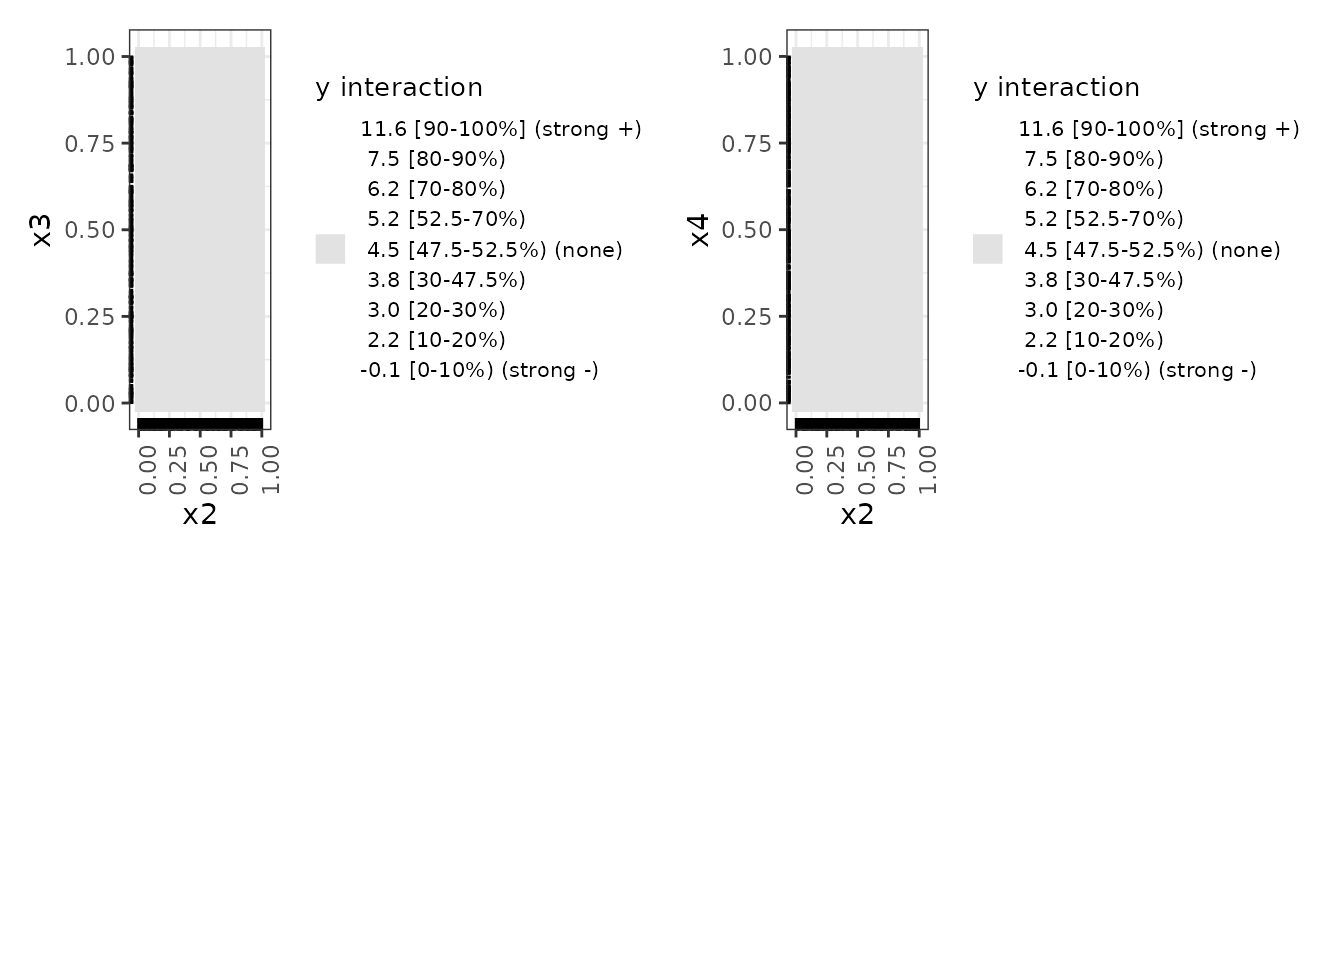 y interaction
11.6 [90-100%] (strong +)
7.5 [80-90%)
6.2 [70-80%)
5.2 [52.5-70%)
4.5 [47.5-52.5%) (none)
3.8 [30-47.5%)
3.0 [20-30%)
2.2 [10-20%)
-0.1 [0-10%) (strong -)
x3
1.00
0.75
0.50
0.25
0.00
0.00
0.25
0.50
0.75
1.00
x2
y interaction
11.6 [90-100%] (strong +)
7.5 [80-90%)
6.2 [70-80%)
5.2 [52.5-70%)
4.5 [47.5-52.5%) (none)
3.8 [30-47.5%)
3.0 [20-30%)
2.2 [10-20%)
-0.1 [0-10%) (strong -)
x4
1.00
0.75
0.50
0.25
0.00
0.00
0.25
0.50
0.75
1.00
x2